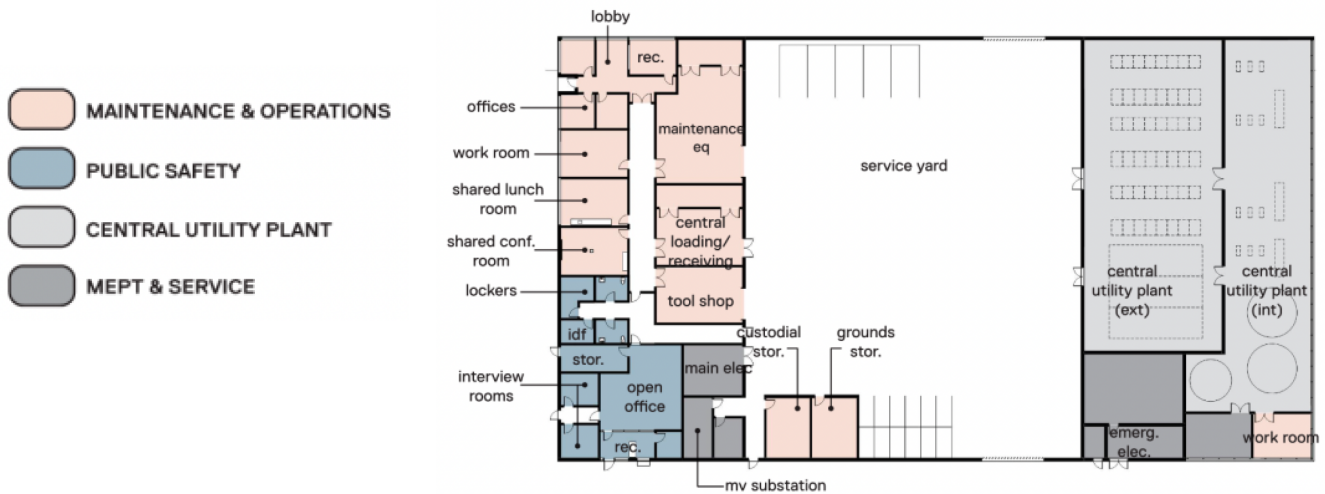 MAINTENANCE & OPERATIONS
PUBLIC SAFETY
CENTRAL UTILITY PLANT
MEPT & SERVICE
lobby
rec.
offices
maintenance
eq
work room
service yard
shared lunch
room
central
loading/
receiving
shared conf.
room
lockers
tool shop
central
utility plant
(ext)
central
utility plant
(int)
idf
custodial
stor.
grounds
stor.
stor.
main elec
interview
rooms
open
office
rec.
emerg.
elec.
work room
mv substation